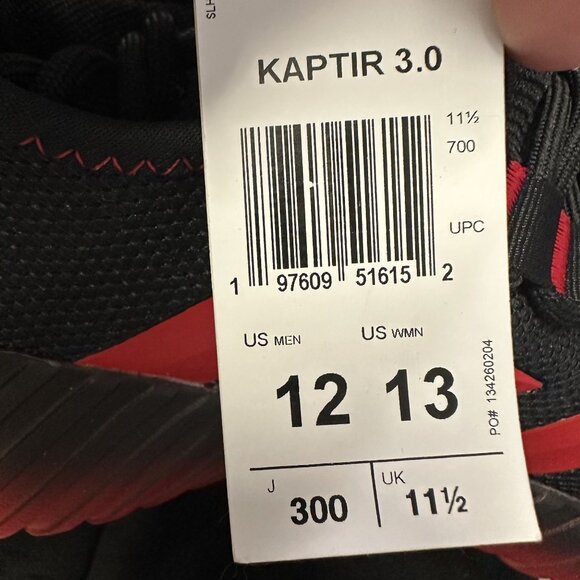 SLH
KAPTIR 3.0
11½
700
UPC
1 97609 51615 2
US MEN
12
US WMN
13
PO# 134260204
J
300
UK
11½